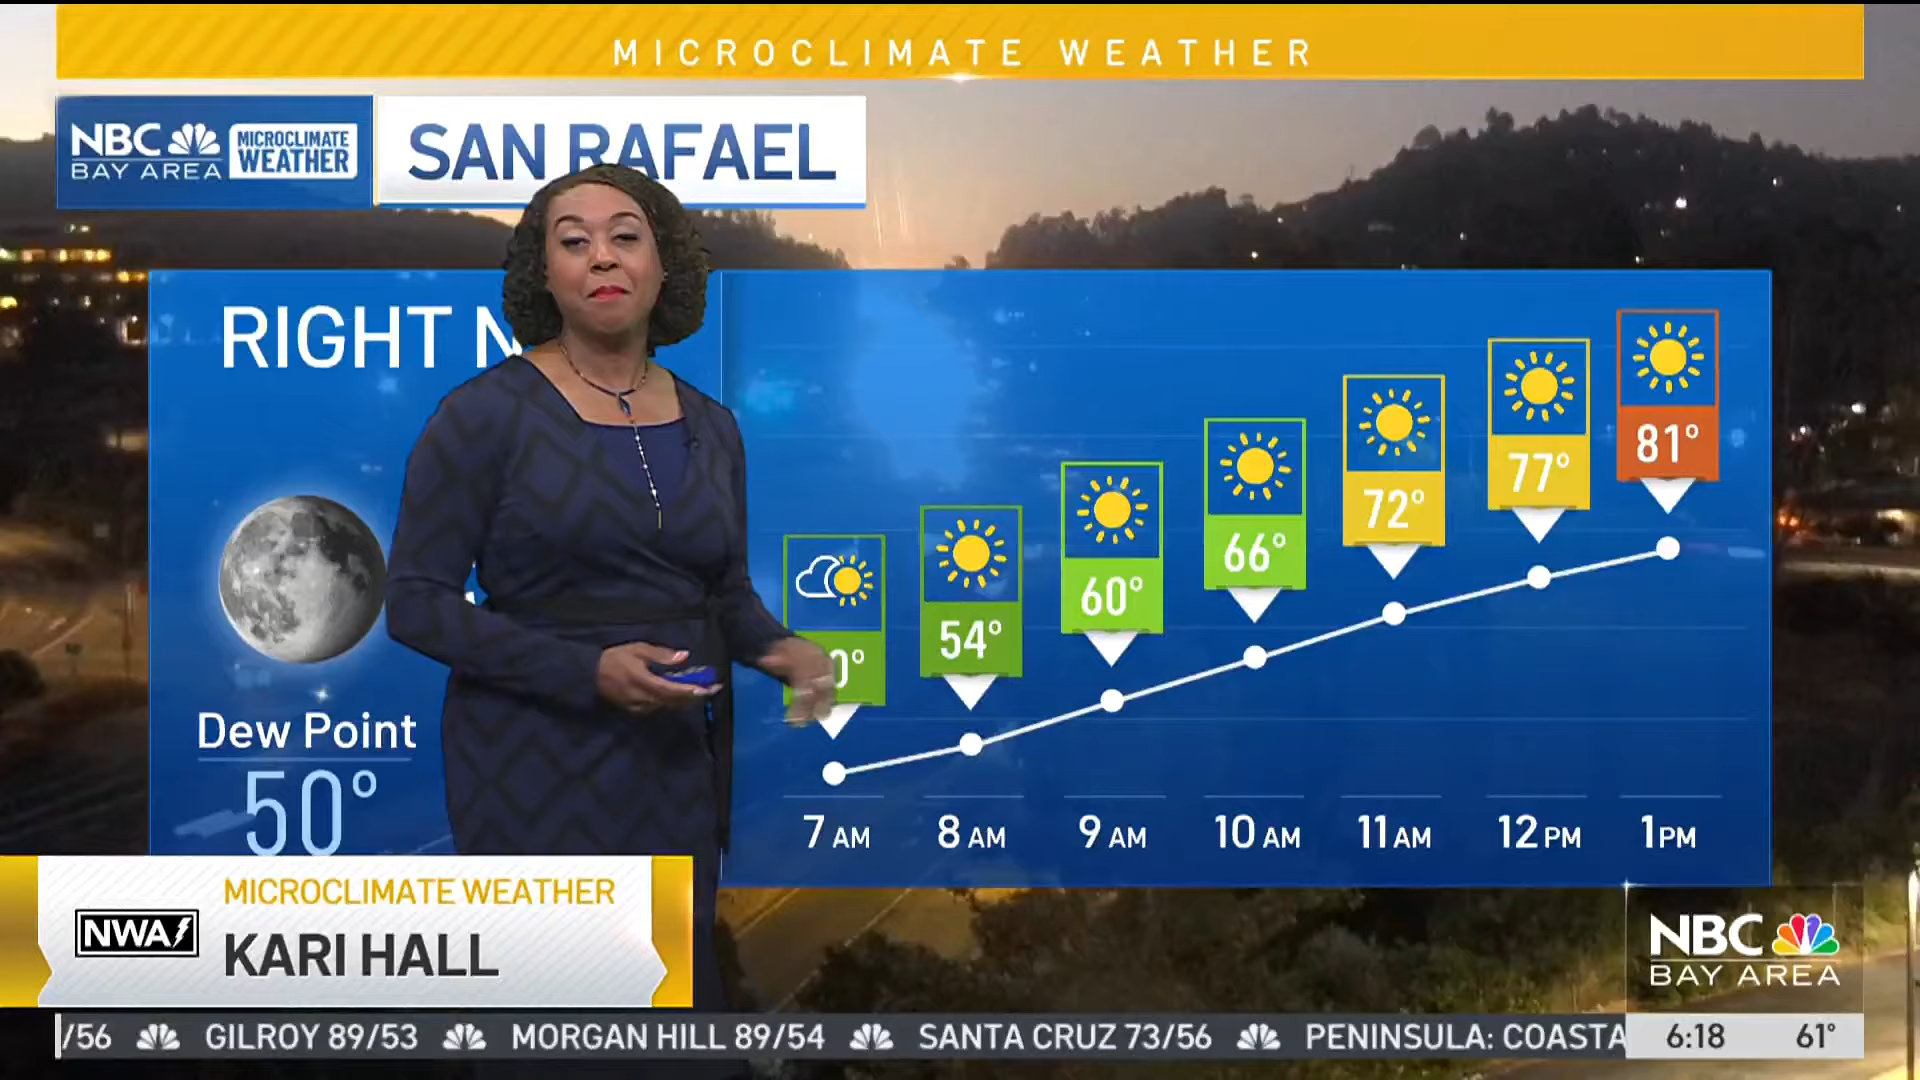 MICROCLIMATE WEATHER
NBC
BAY AREA
MICROCLIMATE
WEATHER
SAN RAFAEL
RIGHT
Dew Point
50°
54°
60°
66°
72°
77°
81°
7 AM
8 AM
9 AM
10 AM
11 AM
12 PM
1 PM
NWA
MICROCLIMATE WEATHER
KARI HALL
NBC
BAY AREA
/56 GILROY 89/53 MORGAN HILL 89/54 SANTA CRUZ 73/56 PENINSULA: COASTA
6:18 61°